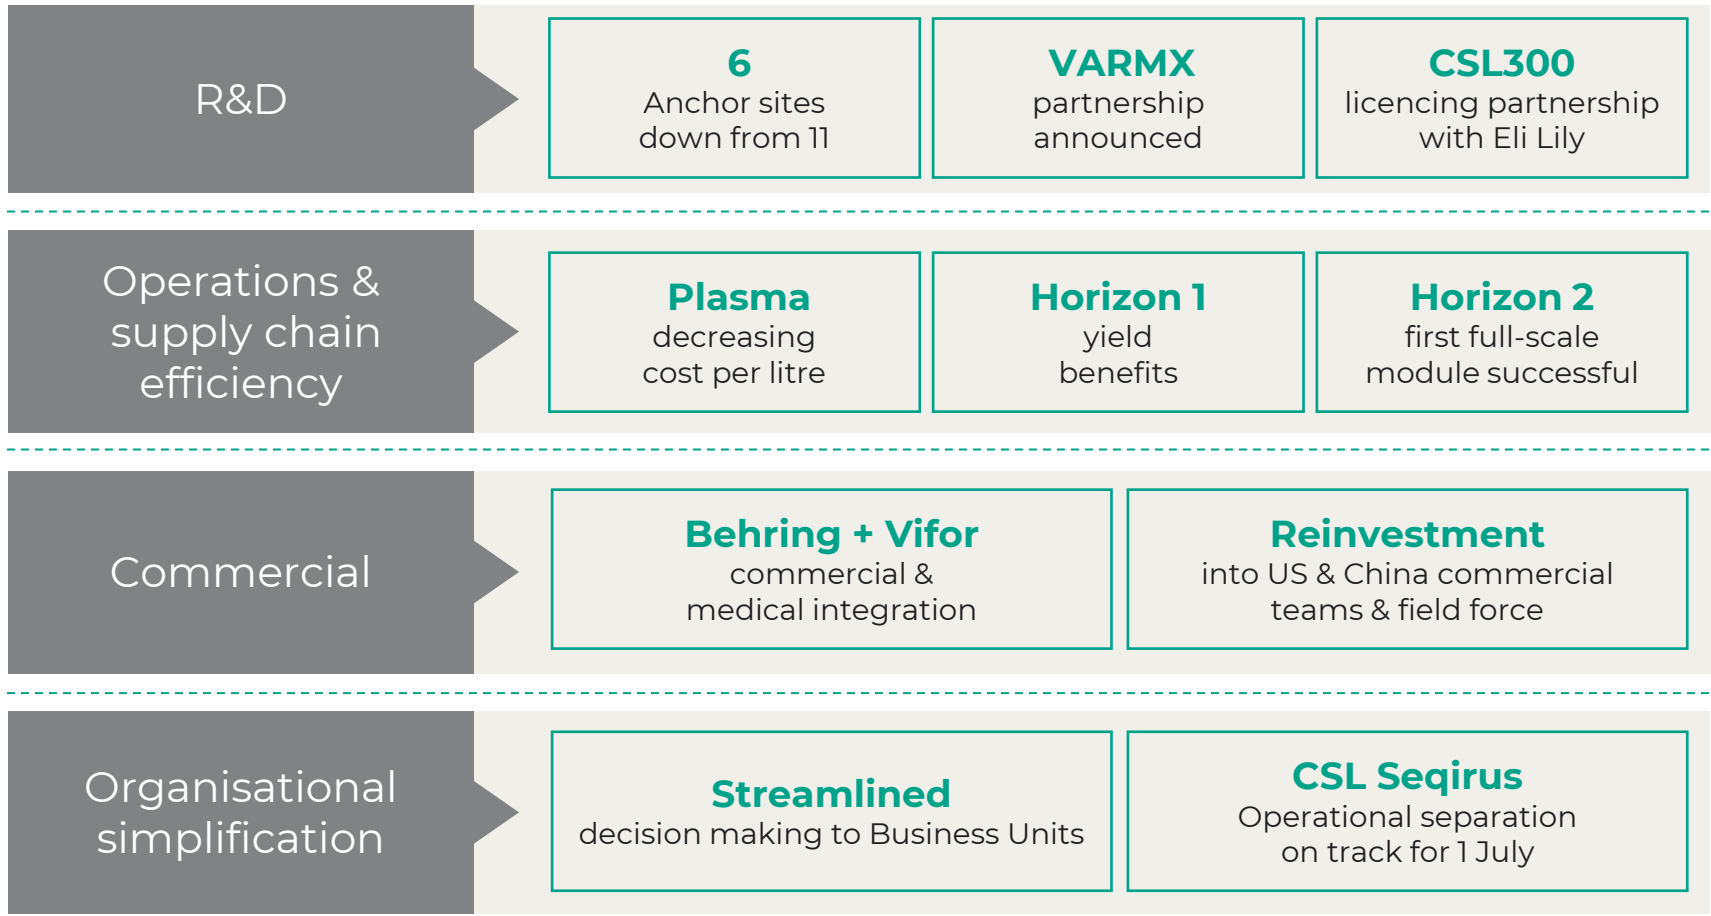 R&D
6
Anchor sites
down from 11
VARMX
partnership
announced
CSL300
licencing partnership
with Eli Lily
Operations &
supply chain
efficiency
Plasma
decreasing
cost per litre
Horizon 1
yield
benefits
Horizon 2
first full-scale
module successful
Commercial
Behring + Vifor
commercial &
medical integration
Reinvestment
into US & China commercial
teams & field force
Organisational
simplification
Streamlined
decision making to Business Units
CSL Seqirus
Operational separation
on track for 1 July